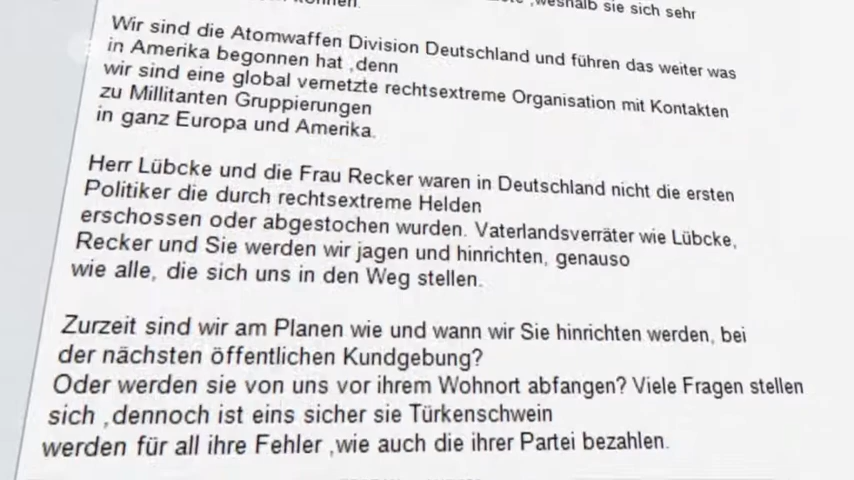 weshalb sie sich sehr
können.
Wir sind die Atomwaffen Division Deutschland und führen das weiter was
in Amerika begonnen hat ,denn
wir sind eine global vernetzte rechtsextreme Organisation mit Kontakten
zu Millitanten Gruppierungen
in ganz Europa und Amerika.
Herr Lübcke und die Frau Recker waren in Deutschland nicht die ersten
Politiker die durch rechtsextreme Helden
erschossen oder abgestochen wurden. Vaterlandsverräter wie Lübcke,
Recker und Sie werden wir jagen und hinrichten, genauso
wie alle, die sich uns in den Weg stellen.
Zurzeit sind wir am Planen wie und wann wir Sie hinrichten werden, bei
der nächsten öffentlichen Kundgebung?
Oder werden sie von uns vor ihrem Wohnort abfangen? Viele Fragen stellen
sich ,dennoch ist eins sicher sie Türkenschwein
werden für all ihre Fehler ,wie auch die ihrer Partei bezahlen.